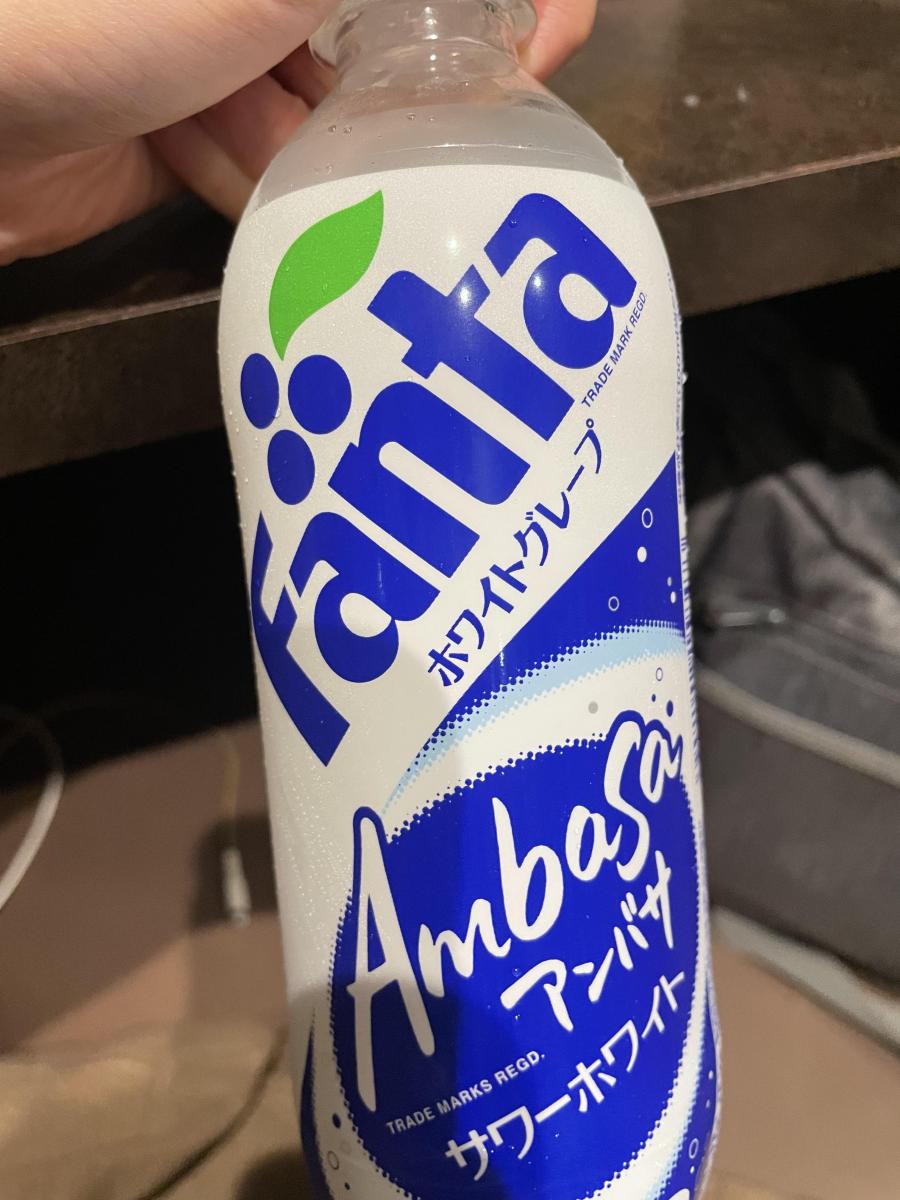 Fanta
TRADE MARK REGD.
ホワイトグレープ
Ambasa
アンバサ
TRADE MARKS REGD.
サワーホワイト